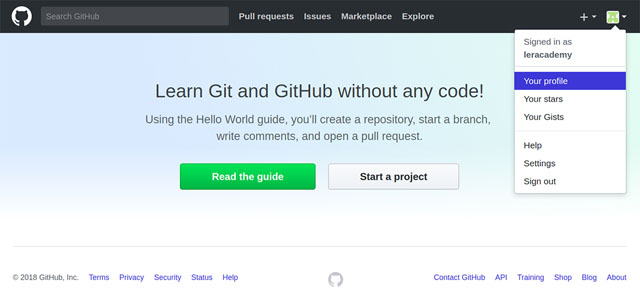 Search GitHub
Pull requests Issues Marketplace Explore
Signed in as
leracademy
Your profile
Your stars
Your Gists
Help
Settings
Sign out
Learn Git and GitHub without any code!
Using the Hello World guide, you’ll create a repository, start a branch,
write comments, and open a pull request.
Read the guide
Start a project
© 2018 GitHub, Inc. Terms Privacy Security Status Help
Contact GitHub API Training Shop Blog About